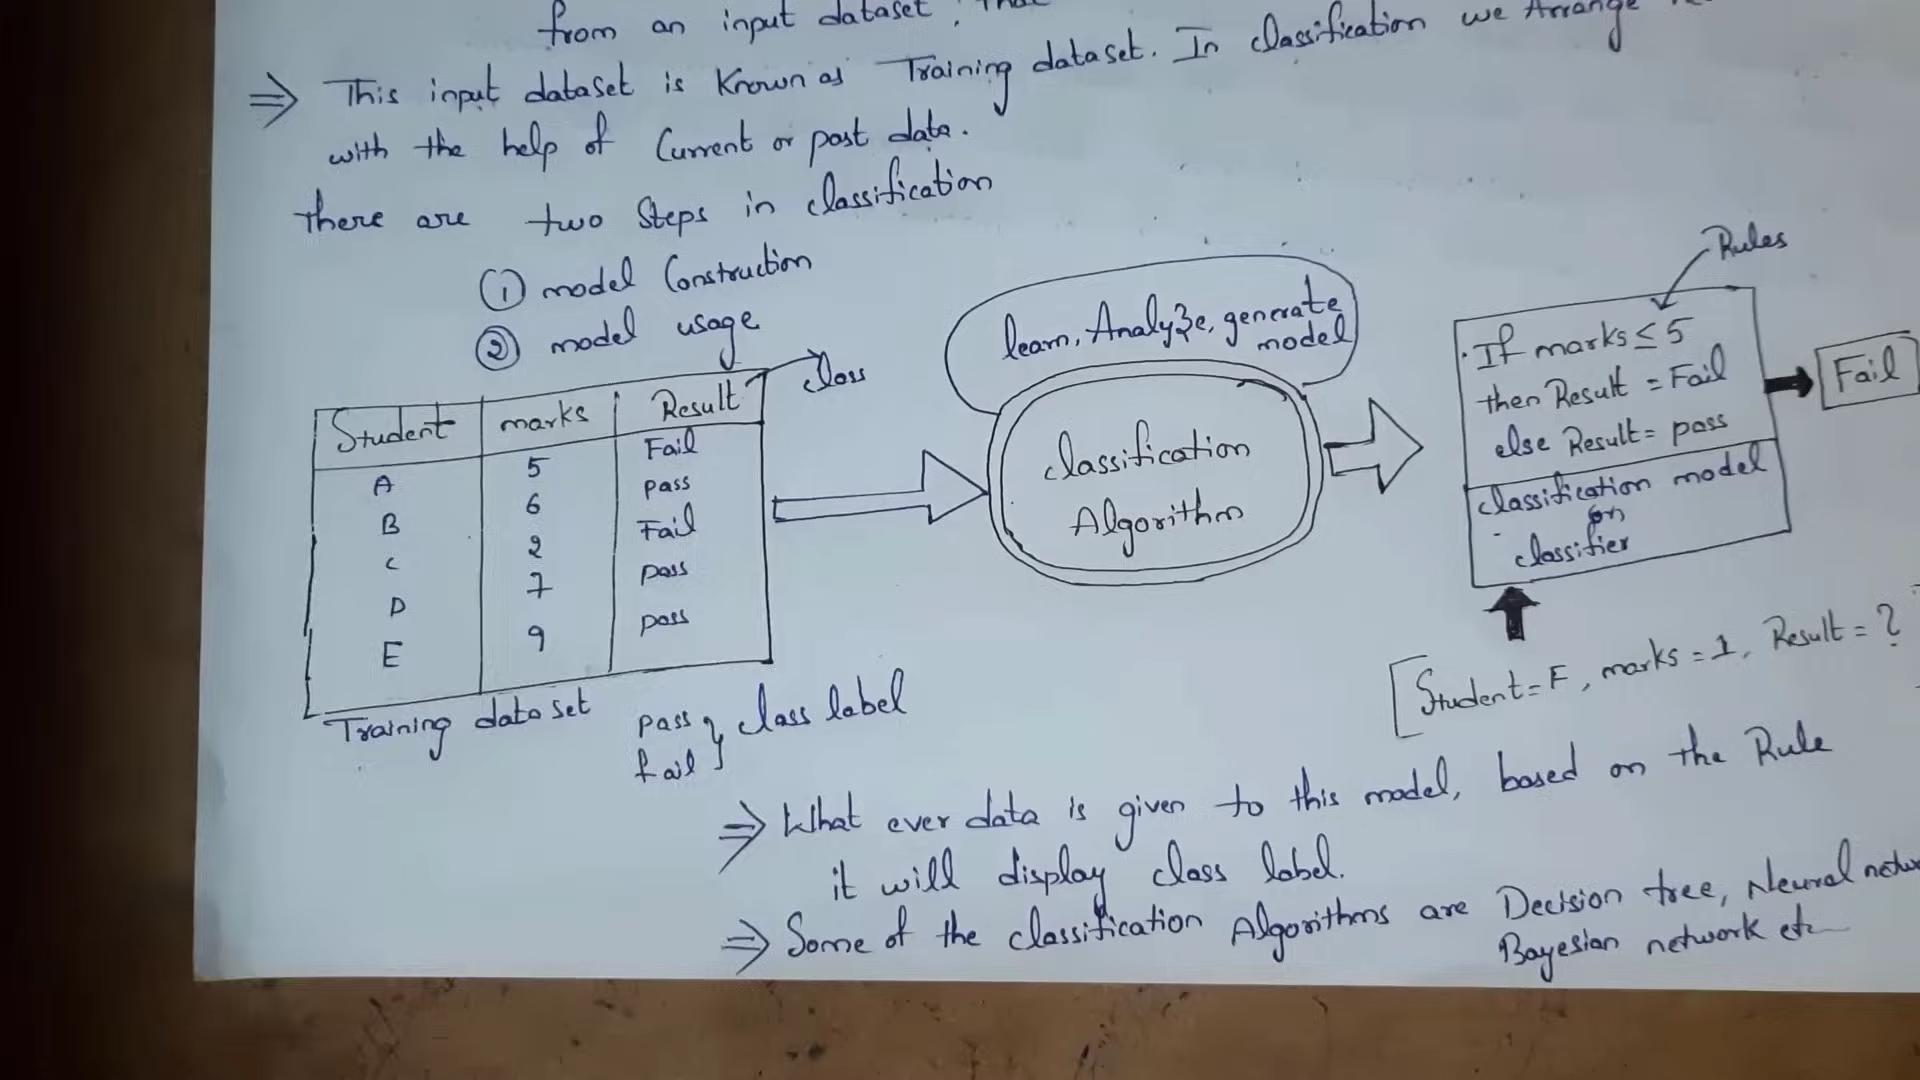 from an input dataset.
⇒ This input dataset is Known as Training dataset. In classification we Arrange
with the help of Current or past data.
There are two Steps in classification
① model Construction
② model usage
Student marks Result
class
A 5 Fail
B 6 pass
C 2 Fail
D 7 pass
E 9 pass
Training dataset
pass } class label
fail
learn, Analyze, generate
model
classification
Algorithm
Rules
. If marks ≤ 5
then Result = Fail
else Result = pass
classification model
or
classifier
Fail
[Student = F, marks = 1, Result = ?
⇒ What ever data is given to this model, based on the Rule
it will display class label.
⇒ Some of the classification Algorithms are Decision tree, Neural
Bayesian network etc